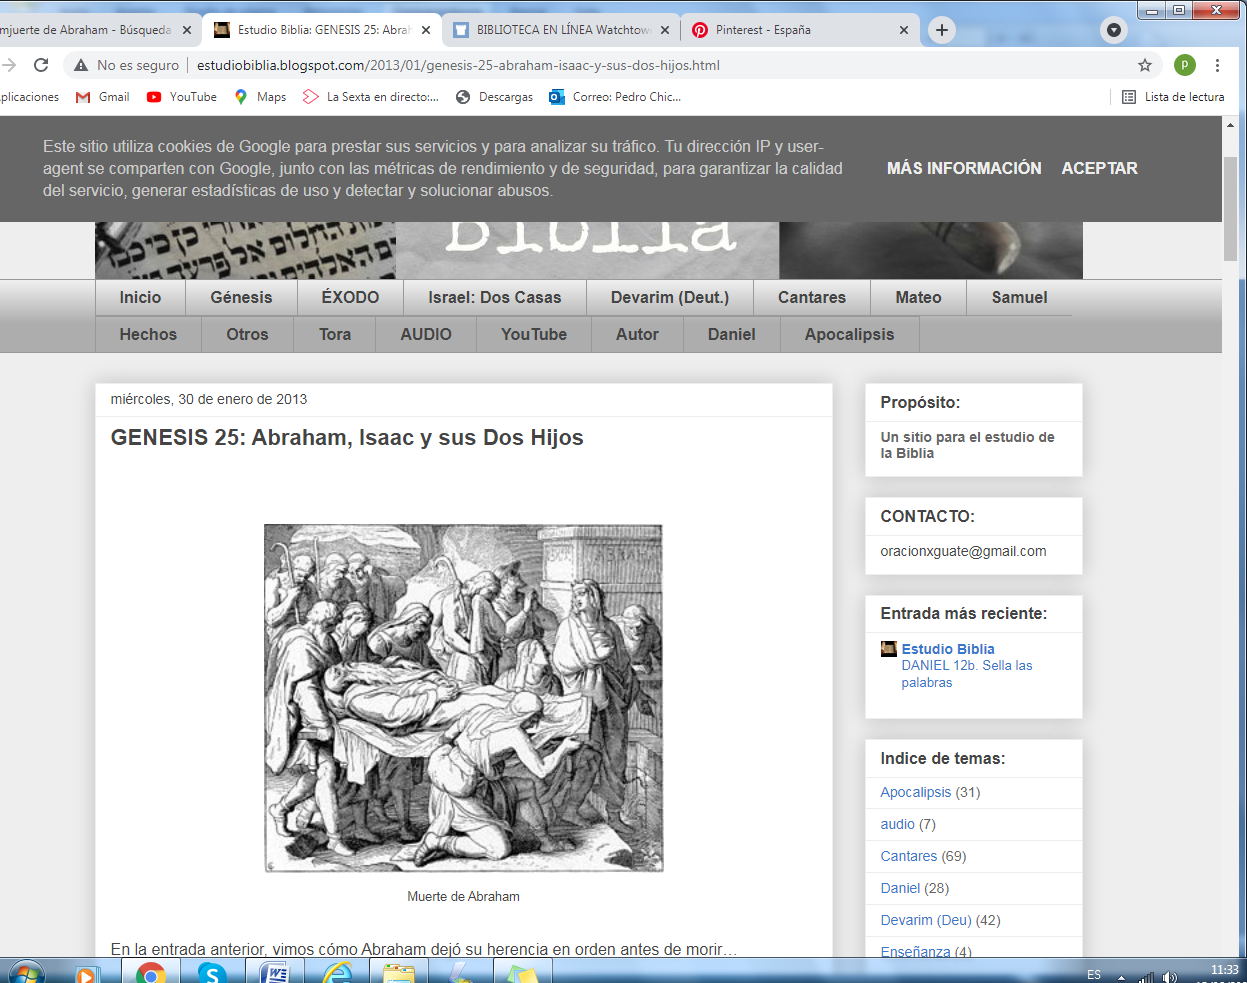 mjuerte de Abraham - Búsqueda
Estudio Biblia: GENESIS 25: Abrah
BIBLIOTECA EN LÍNEA Watchtow
Pinterest - España
No es seguro
estudiobiblia.blogspot.com/2013/01/genesis-25-abraham-isaac-y-sus-dos-hijos.html
P
plicaciones
Gmail
YouTube
Maps
La Sexta en directo:...
Descargas
Correo: Pedro Chic...
Lista de lectura
Este sitio utiliza cookies de Google para prestar sus servicios y para analizar su tráfico. Tu dirección IP y user-
agent se comparten con Google, junto con las métricas de rendimiento y de seguridad, para garantizar la calidad
del servicio, generar estadísticas de uso y detectar y solucionar abusos.
MÁS INFORMACIÓN ACEPTAR
Biblia
Inicio Génesis ÉXODO Israel: Dos Casas Devarim (Deut.) Cantares Mateo Samuel
Hechos Otros Tora AUDIO YouTube Autor Daniel Apocalipsis
miércoles, 30 de enero de 2013
GENESIS 25: Abraham, Isaac y sus Dos Hijos
Muerte de Abraham
En la entrada anterior, vimos cómo Abraham dejó su herencia en orden antes de morir…
Propósito:
Un sitio para el estudio de
la Biblia
CONTACTO:
oracionxguate@gmail.com
Entrada más reciente:
Estudio Biblia
DANIEL 12b. Sella las
palabras
Indice de temas:
Apocalipsis (31)
audio (7)
Cantares (69)
Daniel (28)
Devarim (Deu) (42)
Enseñanza (4)
ES
11:33